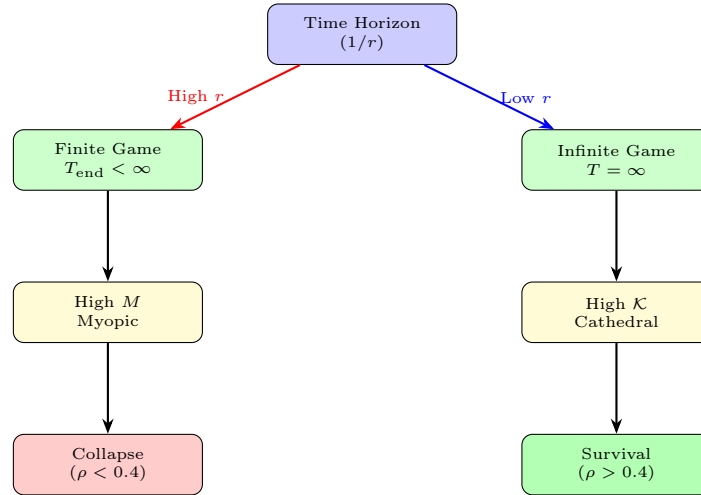 Time Horizon
(1/r)
High r
Low r
Finite Game
T_end < ∞
Infinite Game
T = ∞
High M
Myopic
High 𝒦
Cathedral
Collapse
(ρ < 0.4)
Survival
(ρ > 0.4)